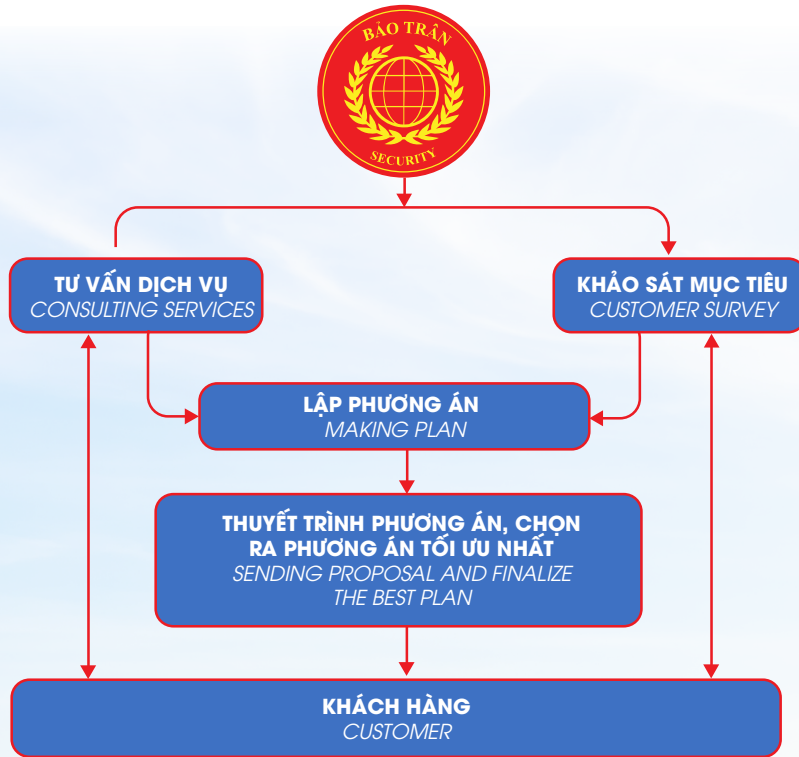 BẢO TRÂN
SECURITY
TƯ VẤN DỊCH VỤ
CONSULTING SERVICES
KHẢO SÁT MỤC TIÊU
CUSTOMER SURVEY
LẬP PHƯƠNG ÁN
MAKING PLAN
THUYẾT TRÌNH PHƯƠNG ÁN, CHỌN
RA PHƯƠNG ÁN TỐI ƯU NHẤT
SENDING PROPOSAL AND FINALIZE
THE BEST PLAN
KHÁCH HÀNG
CUSTOMER